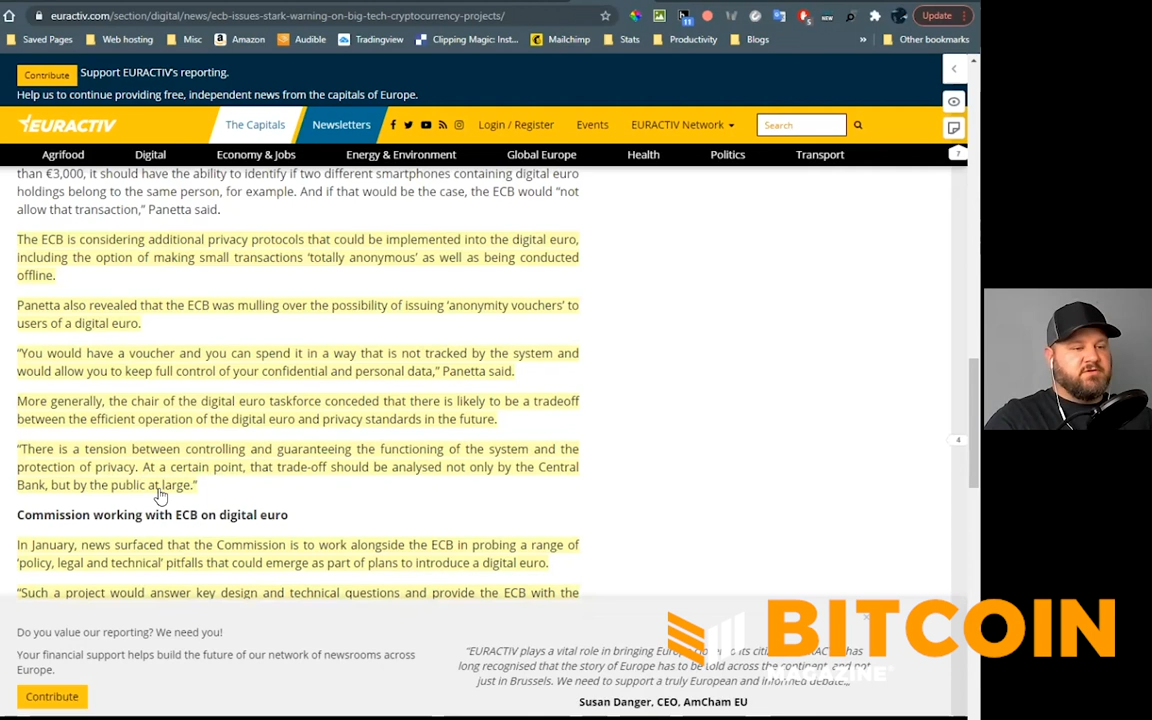 euractiv.com/section/digital/news/ecb-issues-stark-warning-on-big-tech-cryptocurrency-projects/
11
5
NEW
Update
Saved Pages
Web hosting
Misc
Amazon
Audible
Tradingview
Clipping Magic: Inst...
Mailchimp
Stats
Productivity
Blogs
»
Other bookmarks
Contribute
Support EURACTIV's reporting.
Help us to continue providing free, independent news from the capitals of Europe.
EURACTIV
The Capitals
Newsletters
Login / Register
Events
EURACTIV Network
Search
Agrifood
Digital
Economy & Jobs
Energy & Environment
Global Europe
Health
Politics
Transport
7
than €3,000, it should have the ability to identify if two different smartphones containing digital euro
holdings belong to the same person, for example. And if that would be the case, the ECB would “not
allow that transaction,” Panetta said.
The ECB is considering additional privacy protocols that could be implemented into the digital euro,
including the option of making small transactions ‘totally anonymous’ as well as being conducted
offline.
Panetta also revealed that the ECB was mulling over the possibility of issuing ‘anonymity vouchers’ to
users of a digital euro.
“You would have a voucher and you can spend it in a way that is not tracked by the system and
would allow you to keep full control of your confidential and personal data,” Panetta said.
More generally, the chair of the digital euro taskforce conceded that there is likely to be a tradeoff
between the efficient operation of the digital euro and privacy standards in the future.
4
“There is a tension between controlling and guaranteeing the functioning of the system and the
protection of privacy. At a certain point, that trade-off should be analysed not only by the Central
Bank, but by the public at large.”
Commission working with ECB on digital euro
In January, news surfaced that the Commission is to work alongside the ECB in probing a range of
‘policy, legal and technical’ pitfalls that could emerge as part of plans to introduce a digital euro.
“Such a project would answer key design and technical questions and provide the ECB with the
Do you value our reporting? We need you!
Your financial support helps build the future of our network of newsrooms across
Europe.
Contribute
“EURACTIV plays a vital role in bringing has
long recognised that the story of Europe has to be told across the continent, and not
just in Brussels. We need to support a truly European and informed debate
Susan Danger, CEO, AmCham EU
BITCOIN
MAGAZINE